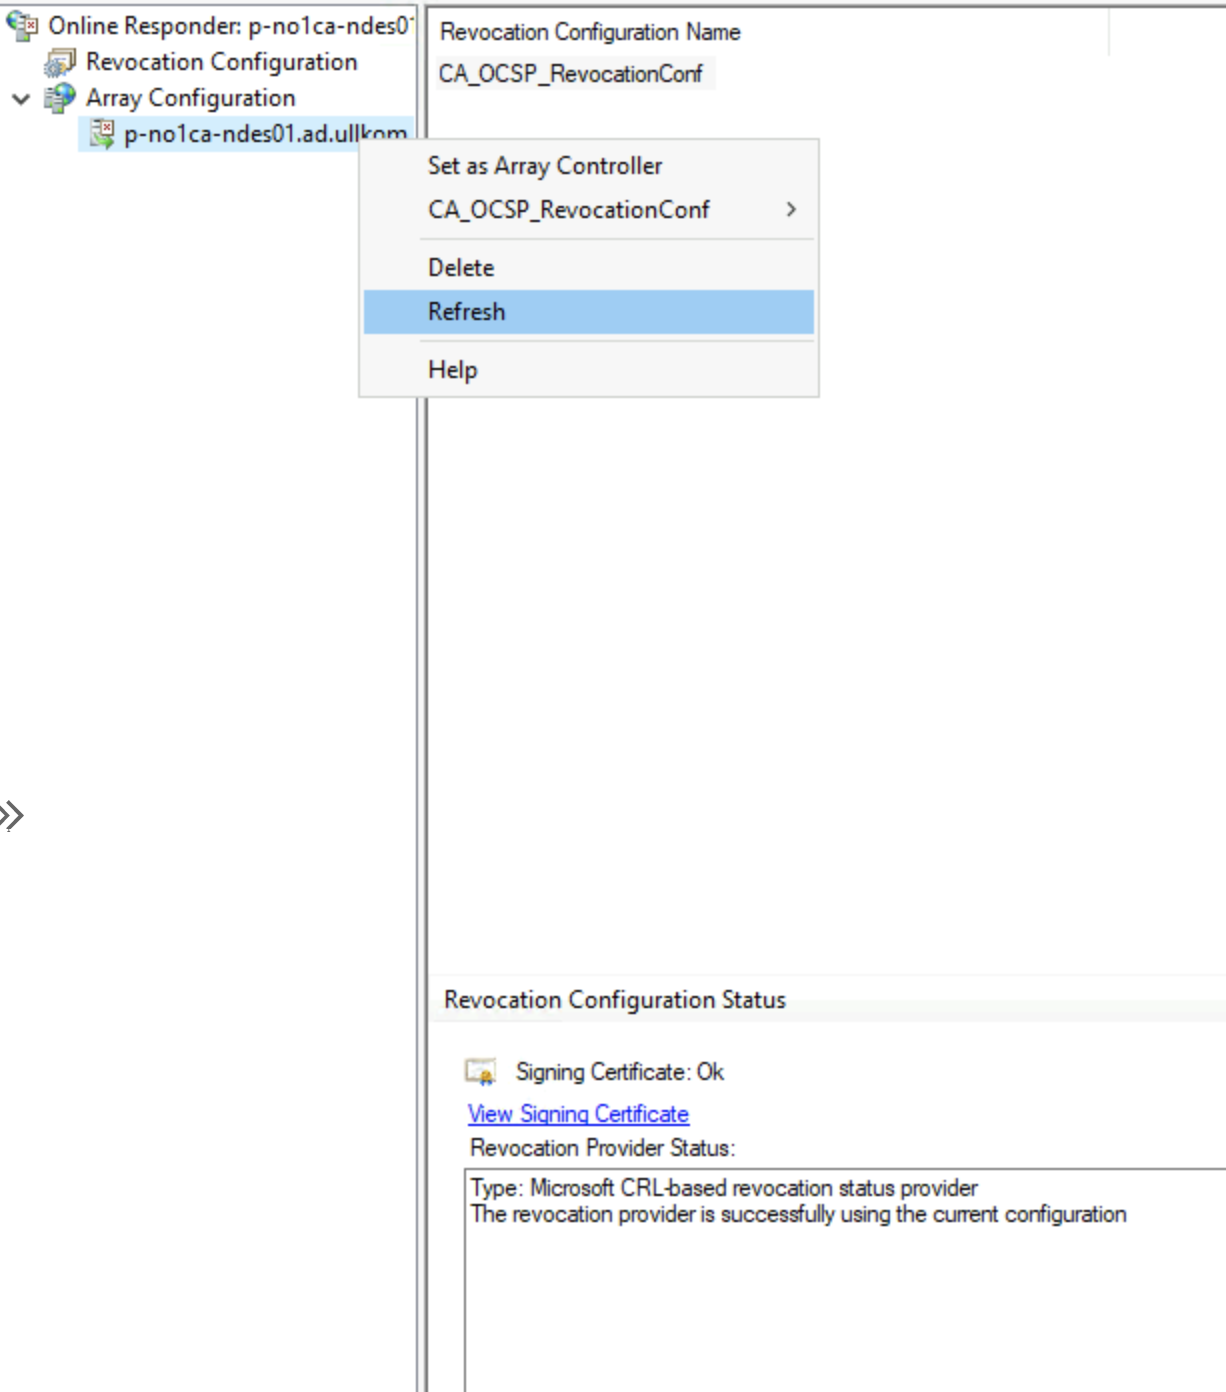 Online Responder: p-no1ca-ndes01
Revocation Configuration
Array Configuration
p-no1ca-ndes01.ad.ullkom
Revocation Configuration Name
CA_OCSP_RevocationConf
Set as Array Controller
CA_OCSP_RevocationConf
Delete
Refresh
Help
Revocation Configuration Status
Signing Certificate: Ok
View Signing Certificate
Revocation Provider Status:
Type: Microsoft CRL-based revocation status provider
The revocation provider is successfully using the current configuration